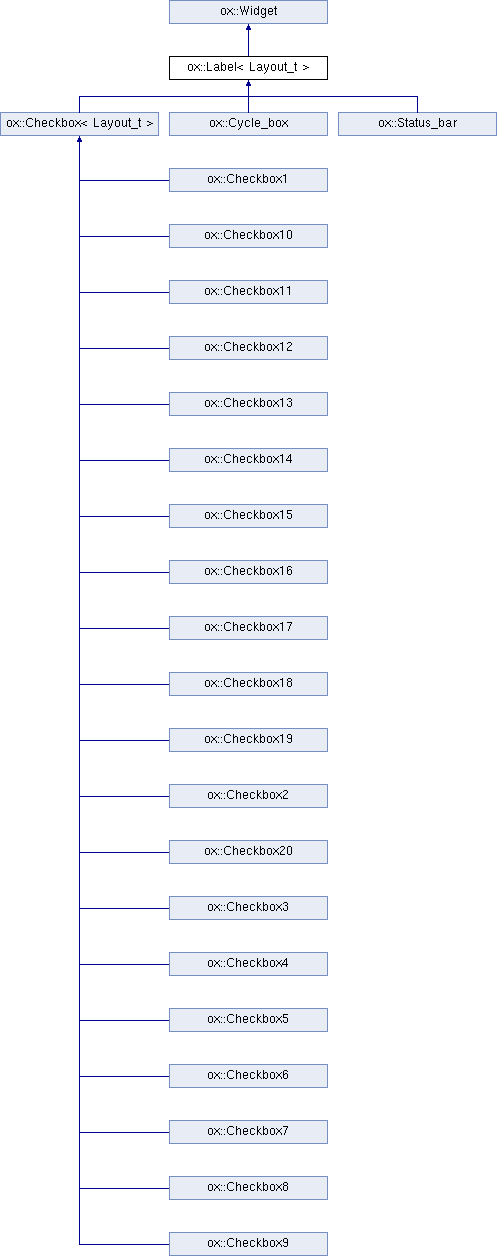 ox::Widget
ox::Label< Layout_t >
ox::Checkbox< Layout_t >
ox::Cycle_box
ox::Status_bar
ox::Checkbox1
ox::Checkbox10
ox::Checkbox11
ox::Checkbox12
ox::Checkbox13
ox::Checkbox14
ox::Checkbox15
ox::Checkbox16
ox::Checkbox17
ox::Checkbox18
ox::Checkbox19
ox::Checkbox2
ox::Checkbox20
ox::Checkbox3
ox::Checkbox4
ox::Checkbox5
ox::Checkbox6
ox::Checkbox7
ox::Checkbox8
ox::Checkbox9